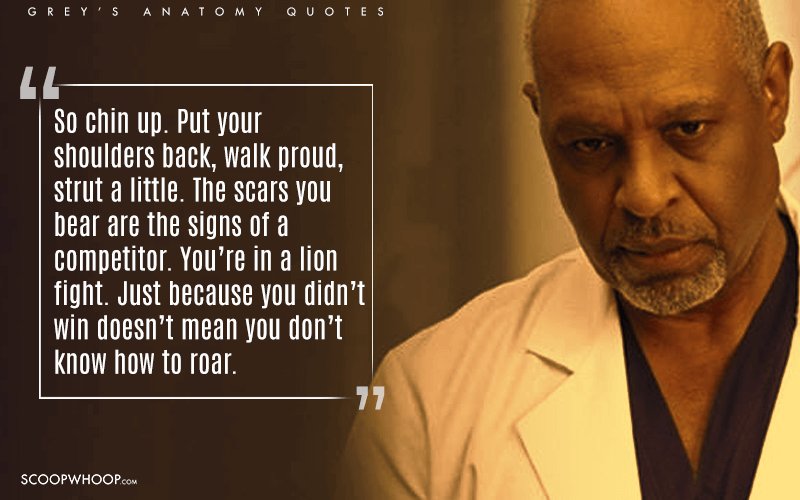 GREY'S ANATOMY QUOTES
“
So chin up. Put your
shoulders back, walk proud,
strut a little. The scars you
bear are the signs of a
competitor. You're in a lion
fight. Just because you didn't
win doesn't mean you don't
know how to roar.
”
SCOOPWHOOP.COM